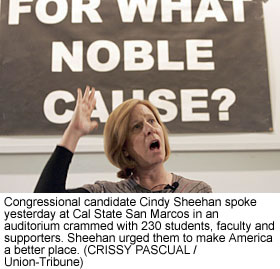 FOR WHAT
NOBLE
CAUSE?
Congressional candidate Cindy Sheehan spoke
yesterday at Cal State San Marcos in an
auditorium crammed with 230 students, faculty and
supporters. Sheehan urged them to make America
a better place. (CRISSY PASCUAL /
Union-Tribune)